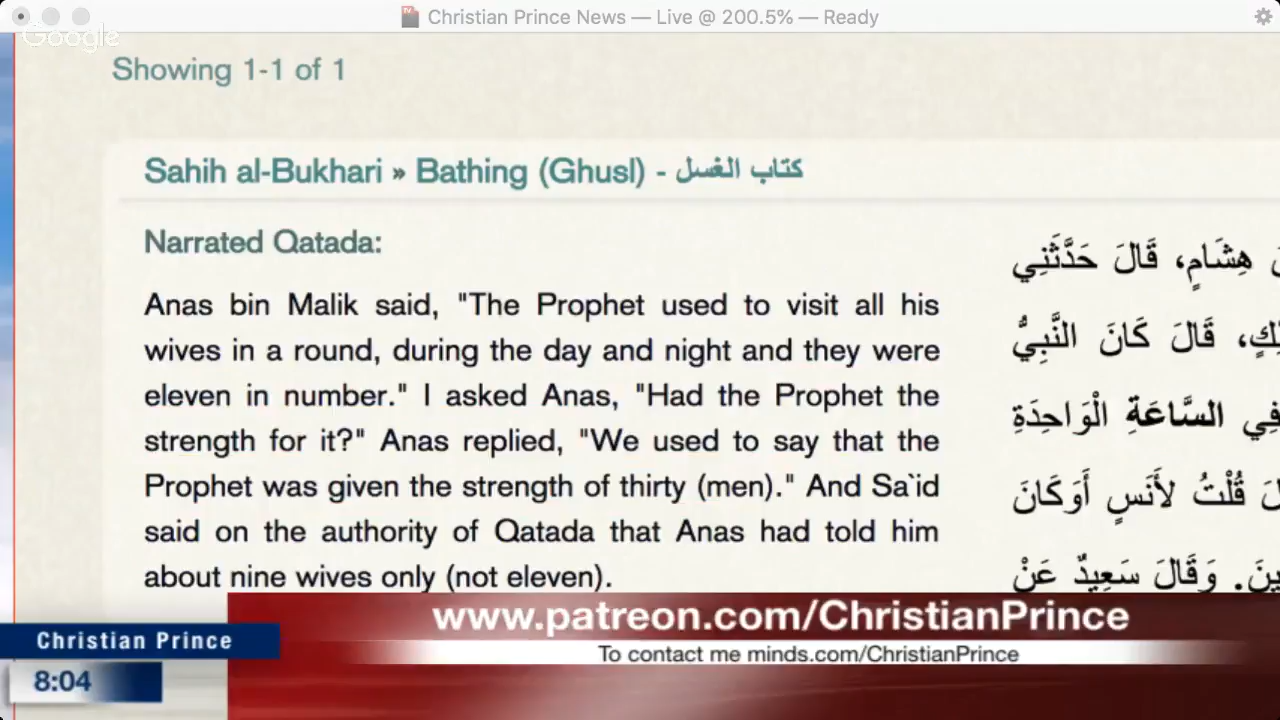 Christian Prince News — Live @ 200.5% — Ready
Google
Showing 1-1 of 1
Sahih al-Bukhari » Bathing (Ghusl) - كتاب الغسل
Narrated Qatada:
Anas bin Malik said, "The Prophet used to visit all his
wives in a round, during the day and night and they were
eleven in number." I asked Anas, "Had the Prophet the
strength for it?" Anas replied, "We used to say that the
Prophet was given the strength of thirty (men)." And Sa`id
said on the authority of Qatada that Anas had told him
about nine wives only (not eleven).
هِشَامٍ، قَالَ حَدَّثَنِي
قَالَ كَانَ النَّبِيُّ
فِي السَّاعَةِ الْوَاحِدَةِ
قُلْتُ لأَنَسٍ أَوَكَانَ
وَقَالَ سَعِيدٌ عَنْ
www.patreon.com/ChristianPrince
To contact me minds.com/ChristianPrince
Christian Prince
8:04